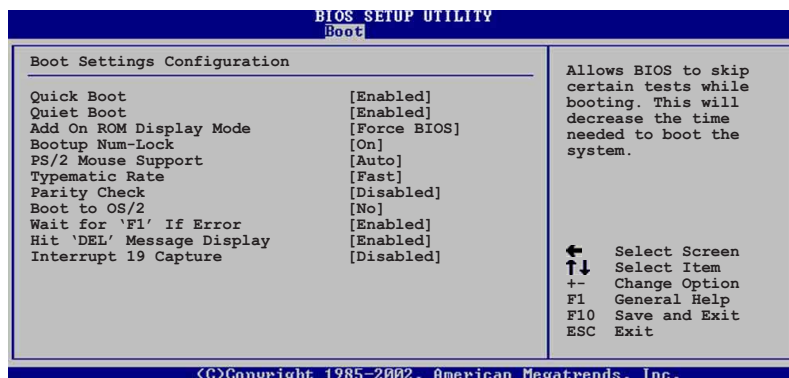 BIOS SETUP UTILITY
Boot
Boot Settings Configuration
Quick Boot [Enabled]
Quiet Boot [Enabled]
Add On ROM Display Mode [Force BIOS]
Bootup Num-Lock [On]
PS/2 Mouse Support [Auto]
Typematic Rate [Fast]
Parity Check [Disabled]
Boot to OS/2 [No]
Wait for ‘F1’ If Error [Enabled]
Hit ‘DEL’ Message Display [Enabled]
Interrupt 19 Capture [Disabled]
Allows BIOS to skip
certain tests while
booting. This will
decrease the time
needed to boot the
system.
← Select Screen
↑↓ Select Item
+- Change Option
F1 General Help
F10 Save and Exit
ESC Exit
(C)Copyright 1985-2002, American Megatrends, Inc.